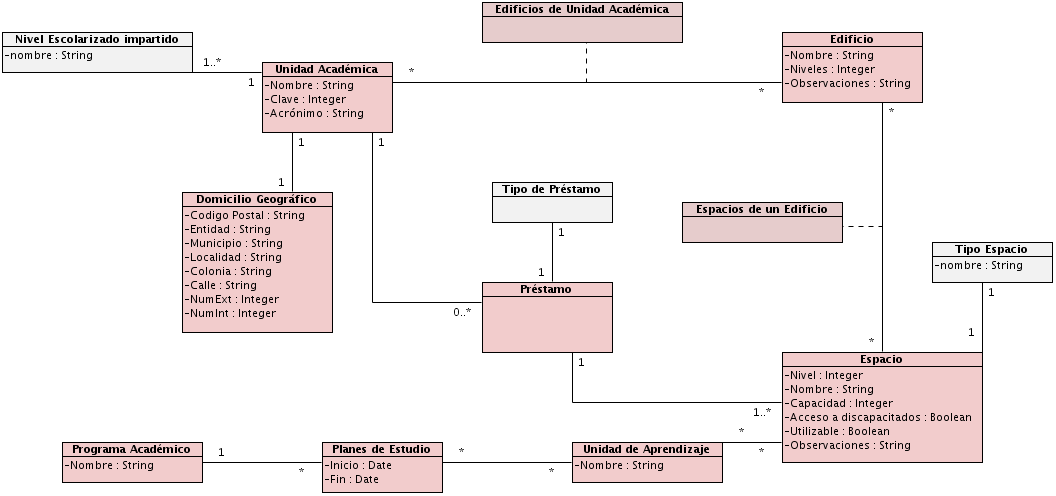 Edificios de Unidad Académica
Nivel Escolarizado impartido
-nombre : String
1..*
1
Unidad Académica
-Nombre : String
-Clave : Integer
-Acrónimo : String
*
*
Edificio
-Nombre : String
-Niveles : Integer
-Observaciones : String
*
1
1
1
Domicilio Geográfico
-Codigo Postal : String
-Entidad : String
-Municipio : String
-Localidad : String
-Colonia : String
-Calle : String
-NumExt : Integer
-NumInt : Integer
Tipo de Préstamo
1
1
Espacios de un Edificio
Tipo Espacio
-nombre : String
1
1
Préstamo
0..*
1
1..*
*
Espacio
-Nivel : Integer
-Nombre : String
-Capacidad : Integer
-Acceso a discapacitados : Boolean
-Utilizable : Boolean
-Observaciones : String
Programa Académico
-Nombre : String
1
*
Planes de Estudio
-Inicio : Date
-Fin : Date
*
*
Unidad de Aprendizaje
-Nombre : String
*
*